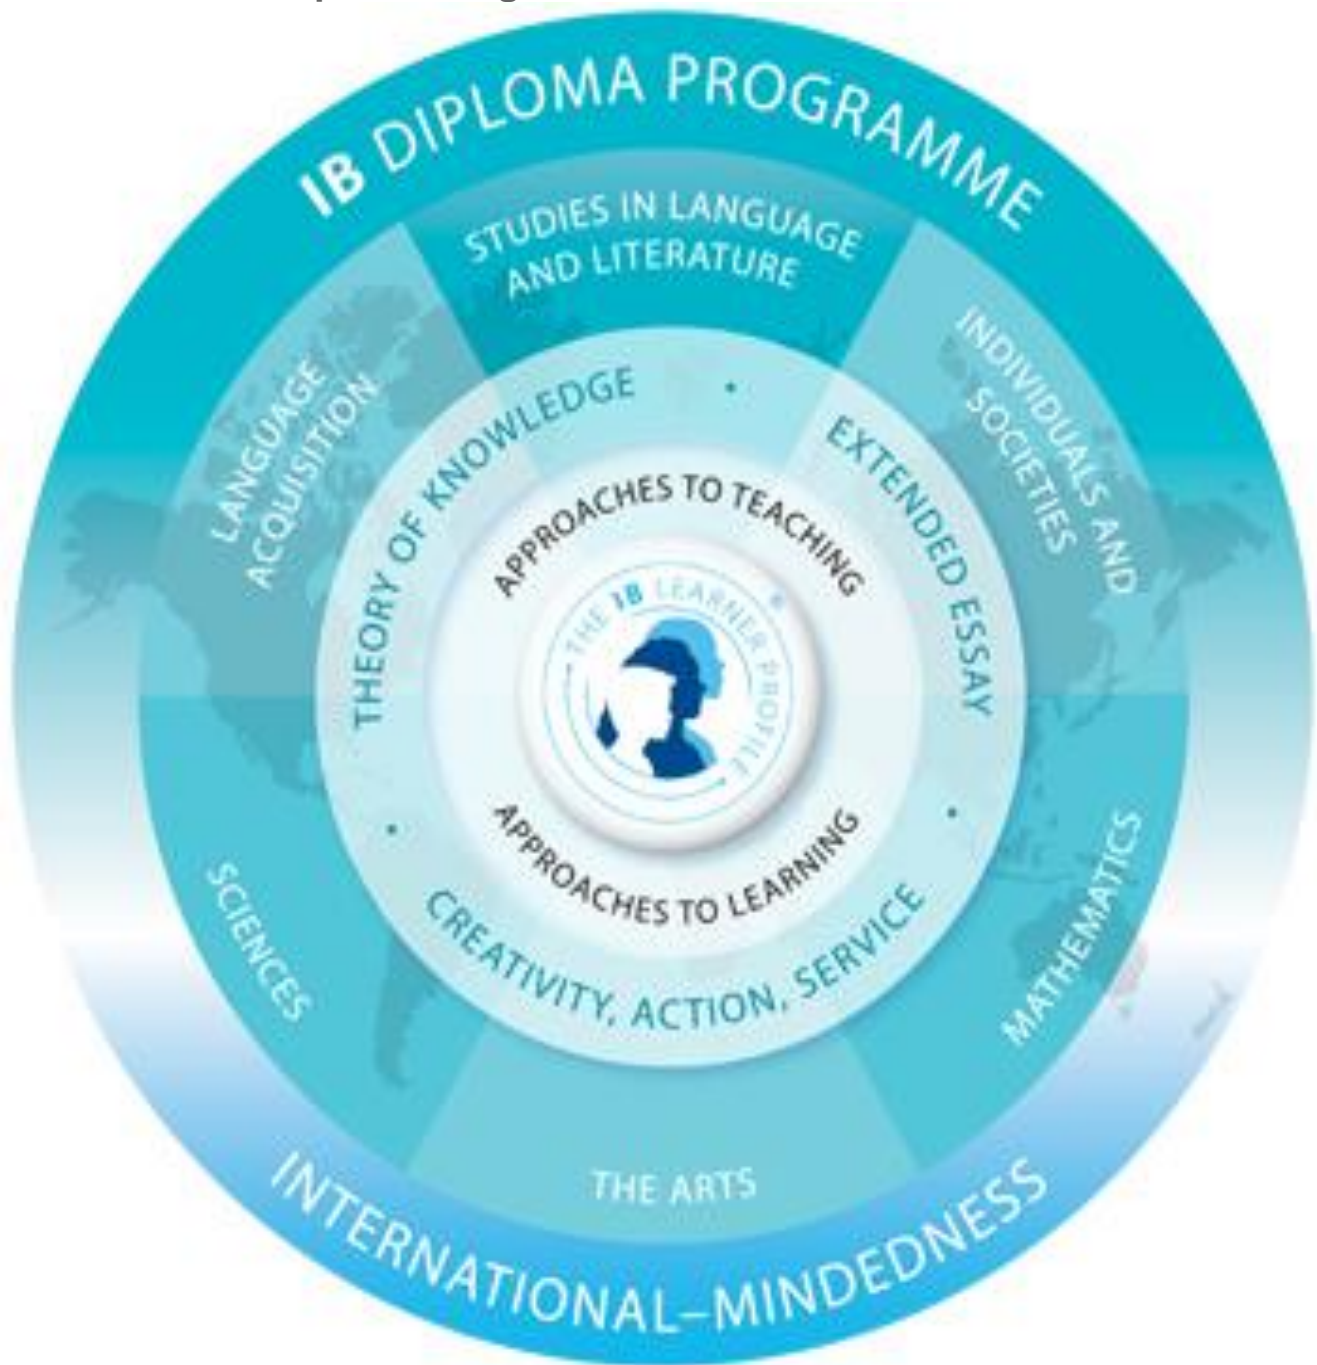 IB DIPLOMA PROGRAMME
STUDIES IN LANGUAGE
AND LITERATURE
LANGUAGE
ACQUISITION
INDIVIDUALS AND
SOCIETIES
THEORY OF KNOWLEDGE
EXTENDED ESSAY
APPROACHES TO TEACHING
THE IB LEARNER PROFILE
APPROACHES TO LEARNING
CREATIVITY, ACTION, SERVICE
SCIENCES
MATHEMATICS
THE ARTS
INTERNATIONAL–MINDEDNESS